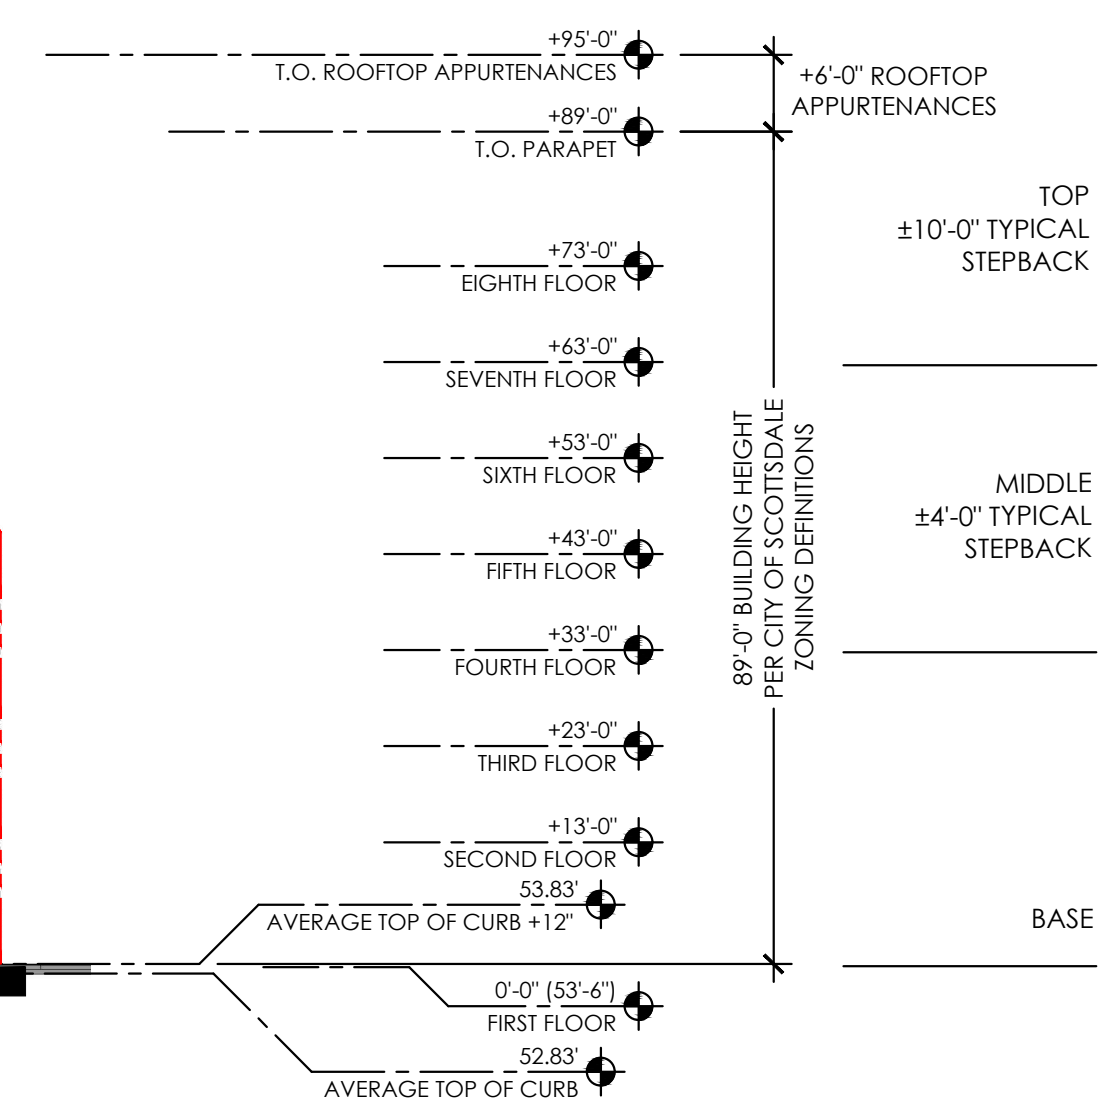 +95'-0"
T.O. ROOFTOP APPURTENANCES
+6'-0" ROOFTOP
APPURTENANCES
+89'-0"
T.O. PARAPET
TOP
±10'-0" TYPICAL
STEPBACK
+73'-0"
EIGHTH FLOOR
+63'-0"
SEVENTH FLOOR
89'-0" BUILDING HEIGHT
PER CITY OF SCOTTSDALE
ZONING DEFINITIONS
+53'-0"
SIXTH FLOOR
MIDDLE
±4'-0" TYPICAL
STEPBACK
+43'-0"
FIFTH FLOOR
+33'-0"
FOURTH FLOOR
+23'-0"
THIRD FLOOR
+13'-0"
SECOND FLOOR
53.83'
AVERAGE TOP OF CURB +12"
BASE
0'-0" (53'-6")
FIRST FLOOR
52.83'
AVERAGE TOP OF CURB